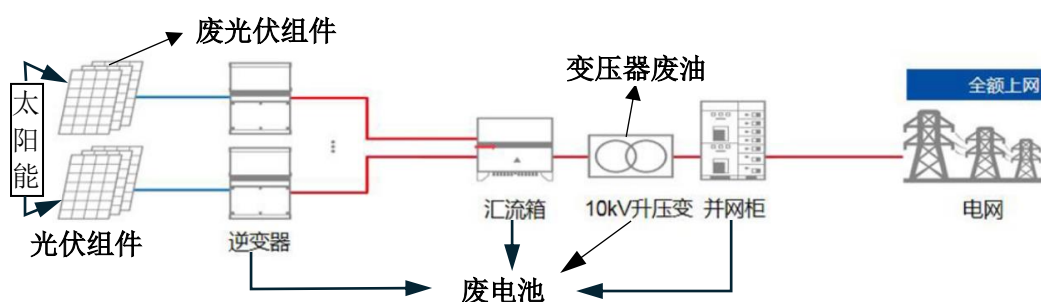 废光伏组件
变压器废油
全额上网
太阳能
汇流箱
10kV升压变
并网柜
电网
光伏组件
逆变器
废电池